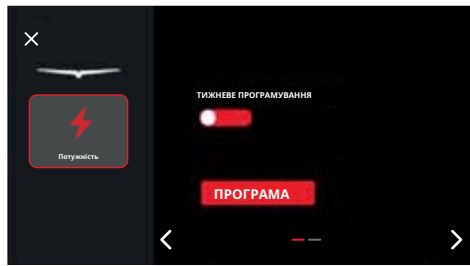 ТИЖНЕВЕ ПРОГРАМУВАННЯ
Потужність
ПРОГРАМА